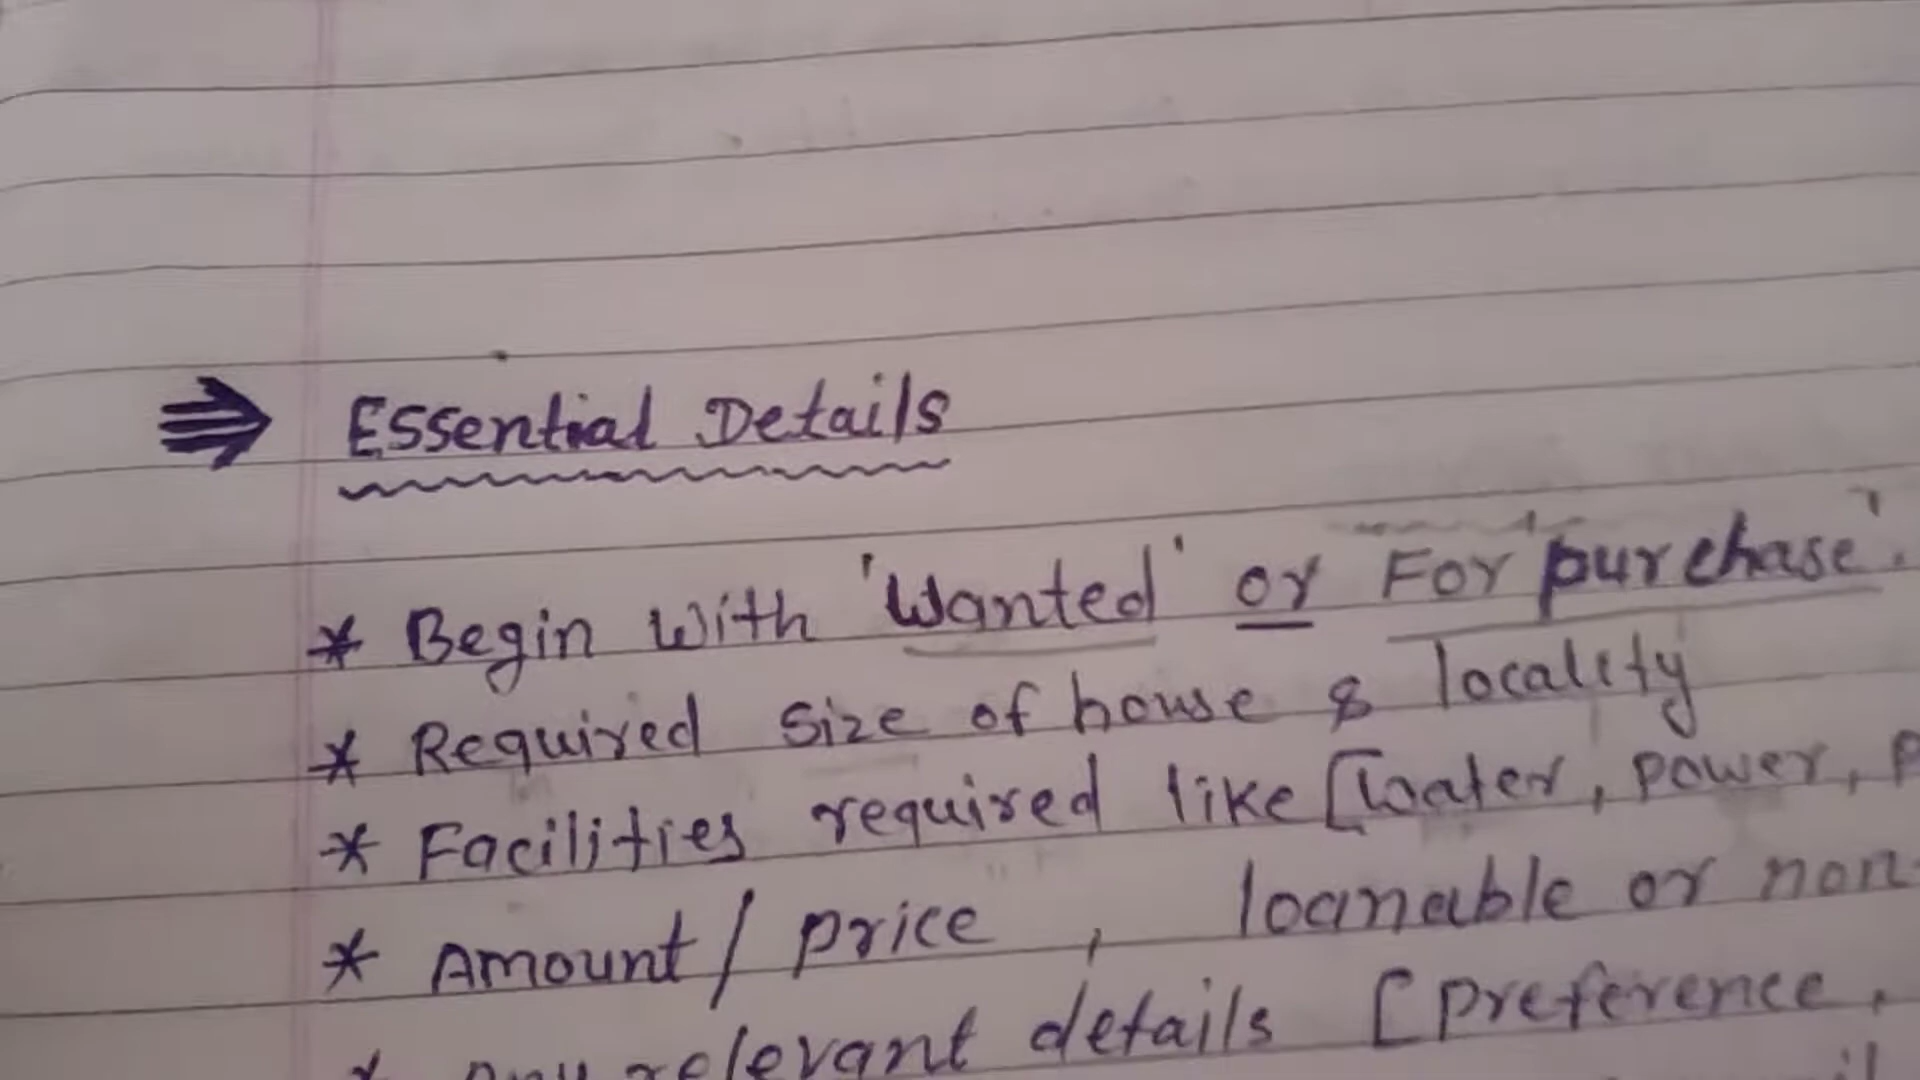 ⇛ Essential Details
* Begin with 'Wanted' or For purchase'.
* Required size of house & locality
* Facilities required like [water, power, P
* Amount/price, loanable or non-
* Any relevant details [preference,